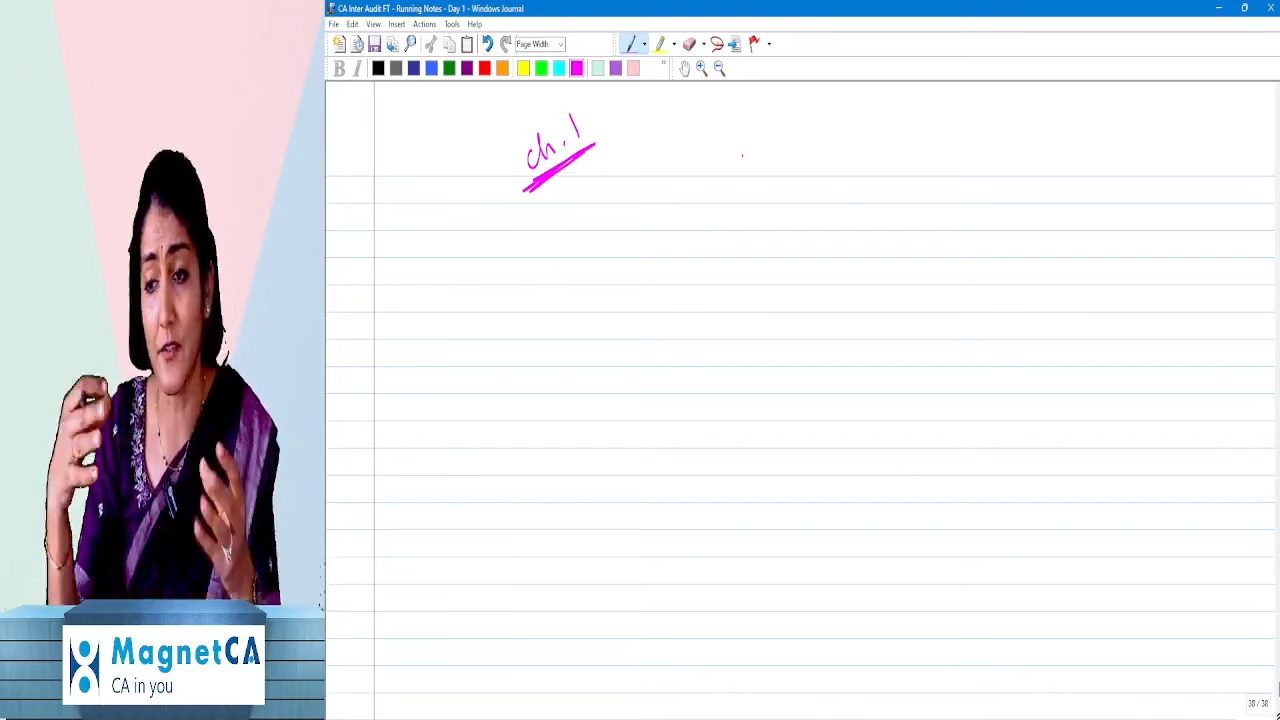 CA Inter Audit FT - Running Notes - Day 1 - Windows Journal
File Edit View Insert Actions Tools Help
Page Width
B I
ch. 1
38 / 38
MagnetCA
CA in you